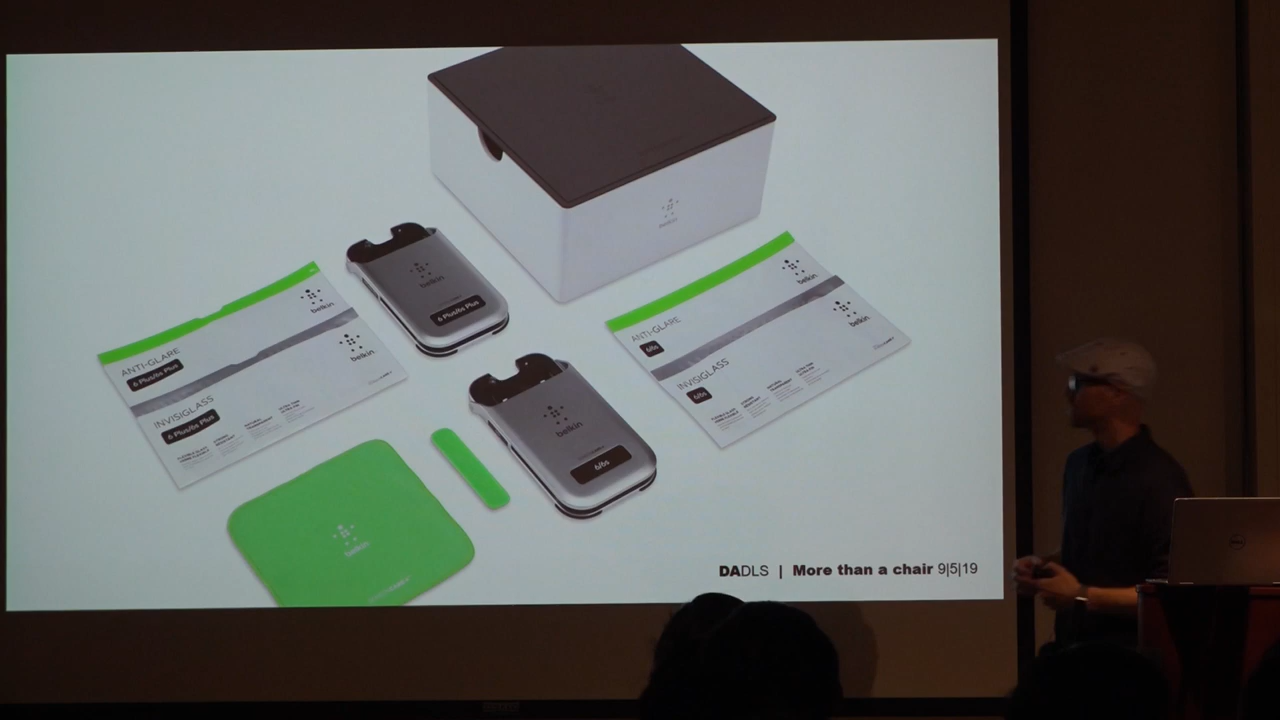 belkin
belkin
6 Plus/6s Plus
ANTI-GLARE
6 Plus/6s Plus
belkin
INVISIGLASS
6 Plus/6s Plus
belkin
ANTI-GLARE
6/6s
belkin
INVISIGLASS
6/6s
belkin
belkin
6/6s
belkin
DADLS | More than a chair 9|5|19
DELL